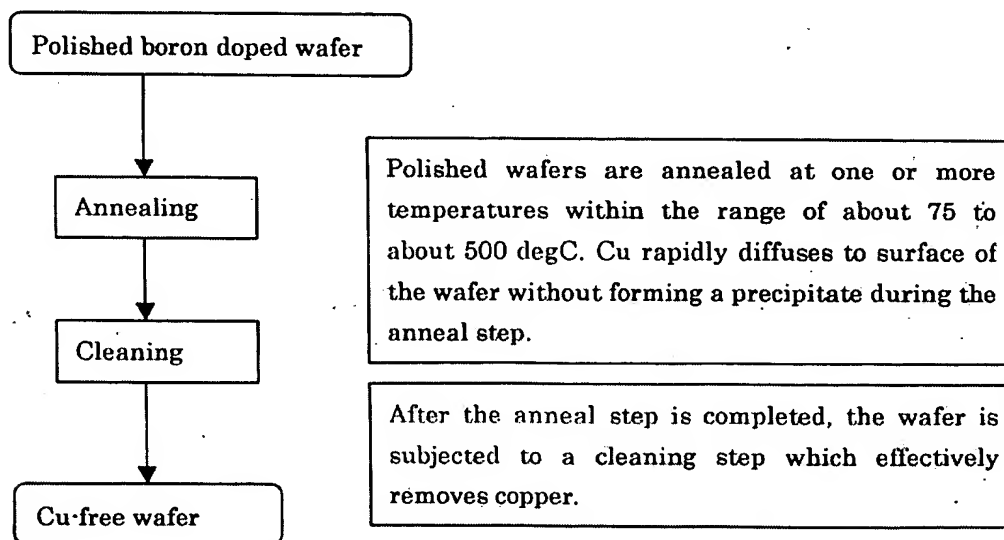 Polished boron doped wafer
Annealing
Polished wafers are annealed at one or more
temperatures within the range of about 75 to
about 500 degC. Cu rapidly diffuses to surface of
the wafer without forming a precipitate during the
anneal step.
Cleaning
After the anneal step is completed, the wafer is
subjected to a cleaning step which effectively
removes copper.
Cu·free wafer